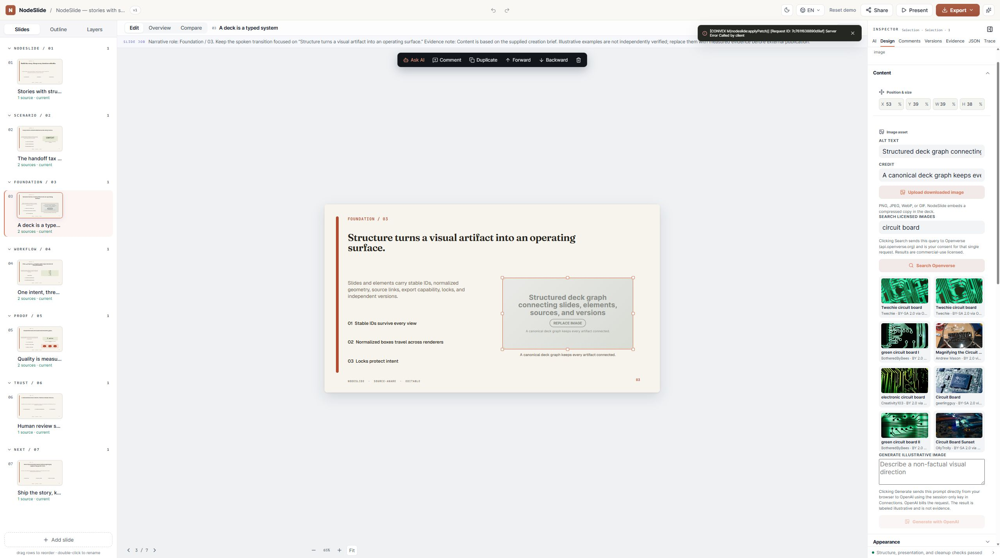 N NodeSlide / NodeSlide — stories with s... v1
EN Reset demo Share Present Export
Slides Outline Layers
NODESLIDE / 01 1
01
Build the story. Keep every decision editable.
Stories with stru...
1 source · current
SCENARIO / 02 1
02
CONTEXT
The handoff tax ...
2 sources · current
FOUNDATION / 03 1
03
A deck is a type...
2 sources · current
WORKFLOW / 04 1
04
One intent, thre...
2 sources · current
PROOF / 05 1
05
Quality is measu...
2 sources · current
TRUST / 06 1
06
Human review s...
1 source · current
NEXT / 07 1
07
Ship the story, k...
1 source · current
Add slide
drag rows to reorder · double-click to rename
Edit Overview Compare 03 A deck is a typed system
SLIDE JOB Narrative role: Foundation / 03. Keep the spoken transition focused on “Structure turns a visual artifact into an operating surface.” Evidence note: Content is based on the supplied creation brief. Illustrative examples are not independently verified; replace them with measured evidence before external publication.
[CONVEX M(nodeslide:applyPatch)] [Request ID: 7c761f638890d9af] Server
Error Called by client
Ask AI Comment Duplicate Forward Backward
FOUNDATION / 03
Structure turns a visual artifact into an operating
surface.
Slides and elements carry stable IDs, normalized
geometry, source links, export capability, locks, and
independent versions.
01 Stable IDs survive every view
02 Normalized boxes travel across renderers
03 Locks protect intent
Structured deck graph
connecting slides, elements,
sources, and versions
REPLACE IMAGE
A canonical deck graph keeps every artifact connected.
A canonical deck graph keeps every artifact connected.
NODESLIDE · SOURCE-AWARE · EDITABLE
03
3 / 7
65%
Fit
INSPECTOR Selection · Selection · 1
AI Design Comments Versions Evidence JSON Trace
image
Content
Position & size
X 53 % Y 39 % W 39 % H 38 %
Image asset
ALT TEXT
Structured deck graph connecting
CREDIT
A canonical deck graph keeps eve
Upload downloaded image
PNG, JPEG, WebP, or GIF. NodeSlide embeds a
compressed copy in the deck.
SEARCH LICENSED IMAGES
circuit board
Clicking Search sends this query to Openverse
(api.openverse.org) and is your consent for that single
request. Results are commercial-use licensed.
Search Openverse
Twechie circuit board
Twechie · BY-SA 2.0 via O...
Twechie circuit board
Twechie · BY-SA 2.0 via O...
green circuit board I
BotheredByBees · BY 2.0 ...
Magnifying the Circuit ...
Andrew Mason · BY 2.0 vi...
electronic circuit board
Creativity103 · BY 2.0 via ...
Circuit Board
geerlingguy · BY-SA 2.0 vi...
green circuit board II
BotheredByBees · BY 2.0 ...
Circuit Board Sunset
OllyTrolly · BY-SA 2.0 via ...
GENERATE ILLUSTRATIVE IMAGE
Describe a non-factual visual
direction
Clicking Generate sends this prompt directly from your
browser to OpenAI using the session-only key in
Connections. OpenAI bills the request. The result is
labeled illustrative and is not evidence.
Generate with OpenAI
Appearance
Structure, presentation, and cleanup checks passed